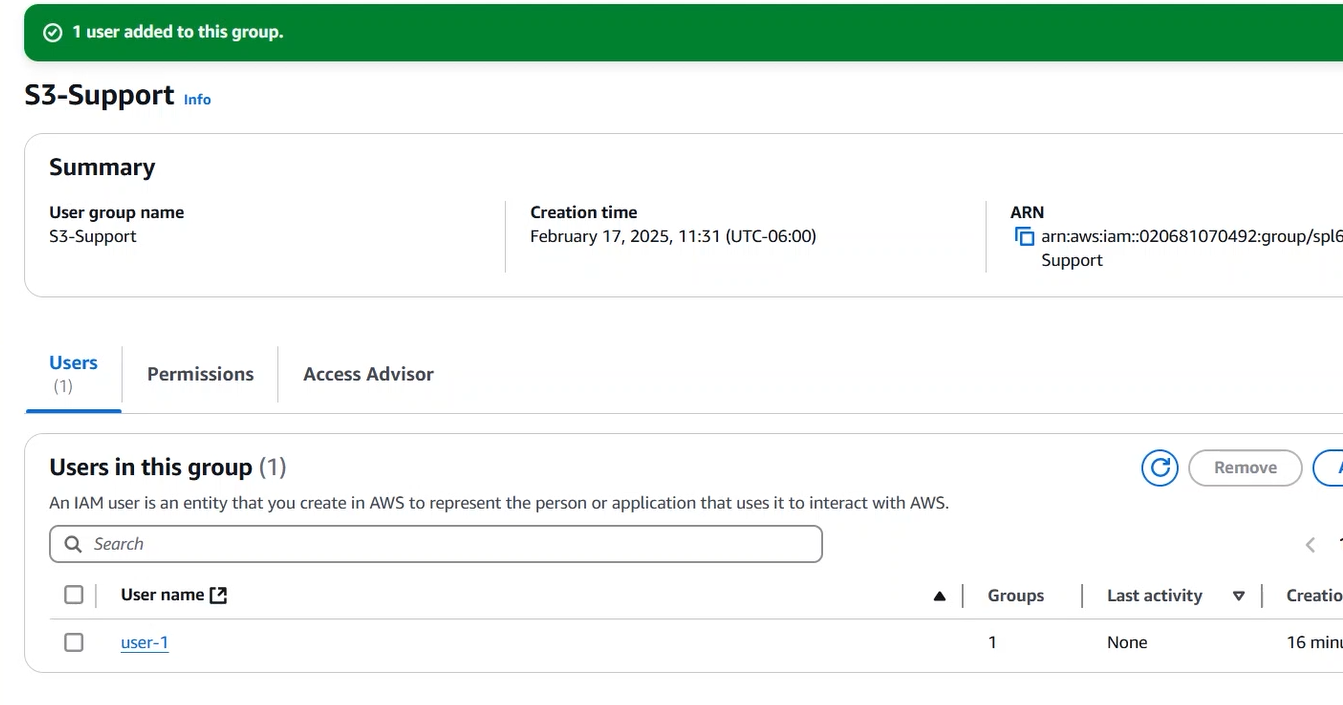 1 user added to this group.
S3-Support Info
Summary
User group name
S3-Support
Creation time
February 17, 2025, 11:31 (UTC-06:00)
ARN
arn:aws:iam::020681070492:group/spl6
Support
Users
(1)
Permissions
Access Advisor
Users in this group (1)
Remove
An IAM user is an entity that you create in AWS to represent the person or application that uses it to interact with AWS.
Search
User name Groups Last activity Creatio
user-1 1 None 16 minu